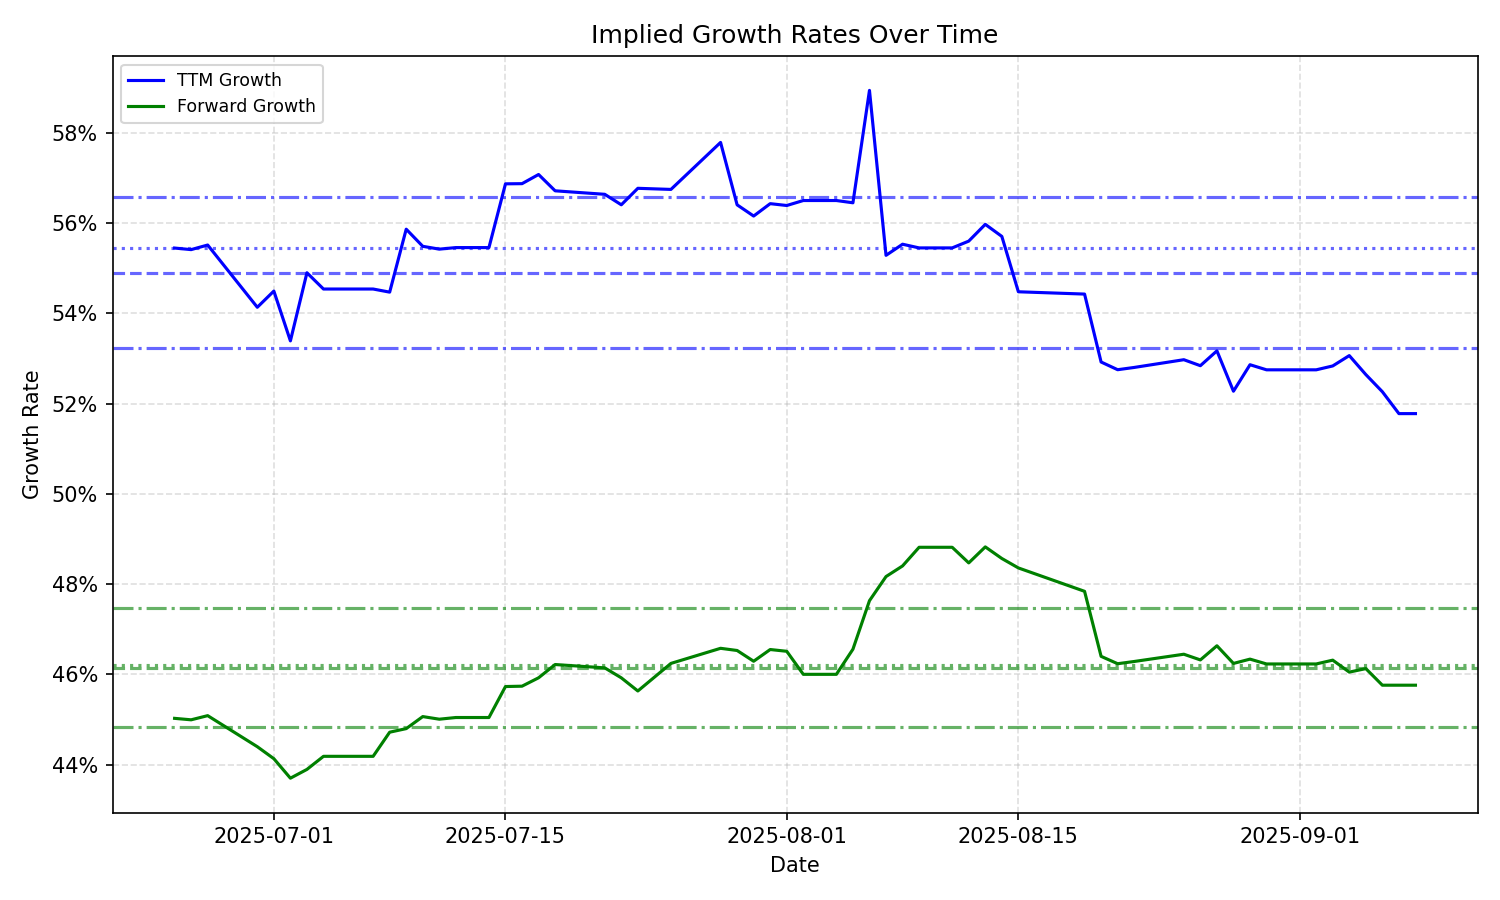 Implied Growth Rates Over Time
TTM Growth
Forward Growth
58%
56%
54%
52%
50%
48%
46%
44%
Growth Rate
2025-07-01
2025-07-15
2025-08-01
2025-08-15
2025-09-01
Date